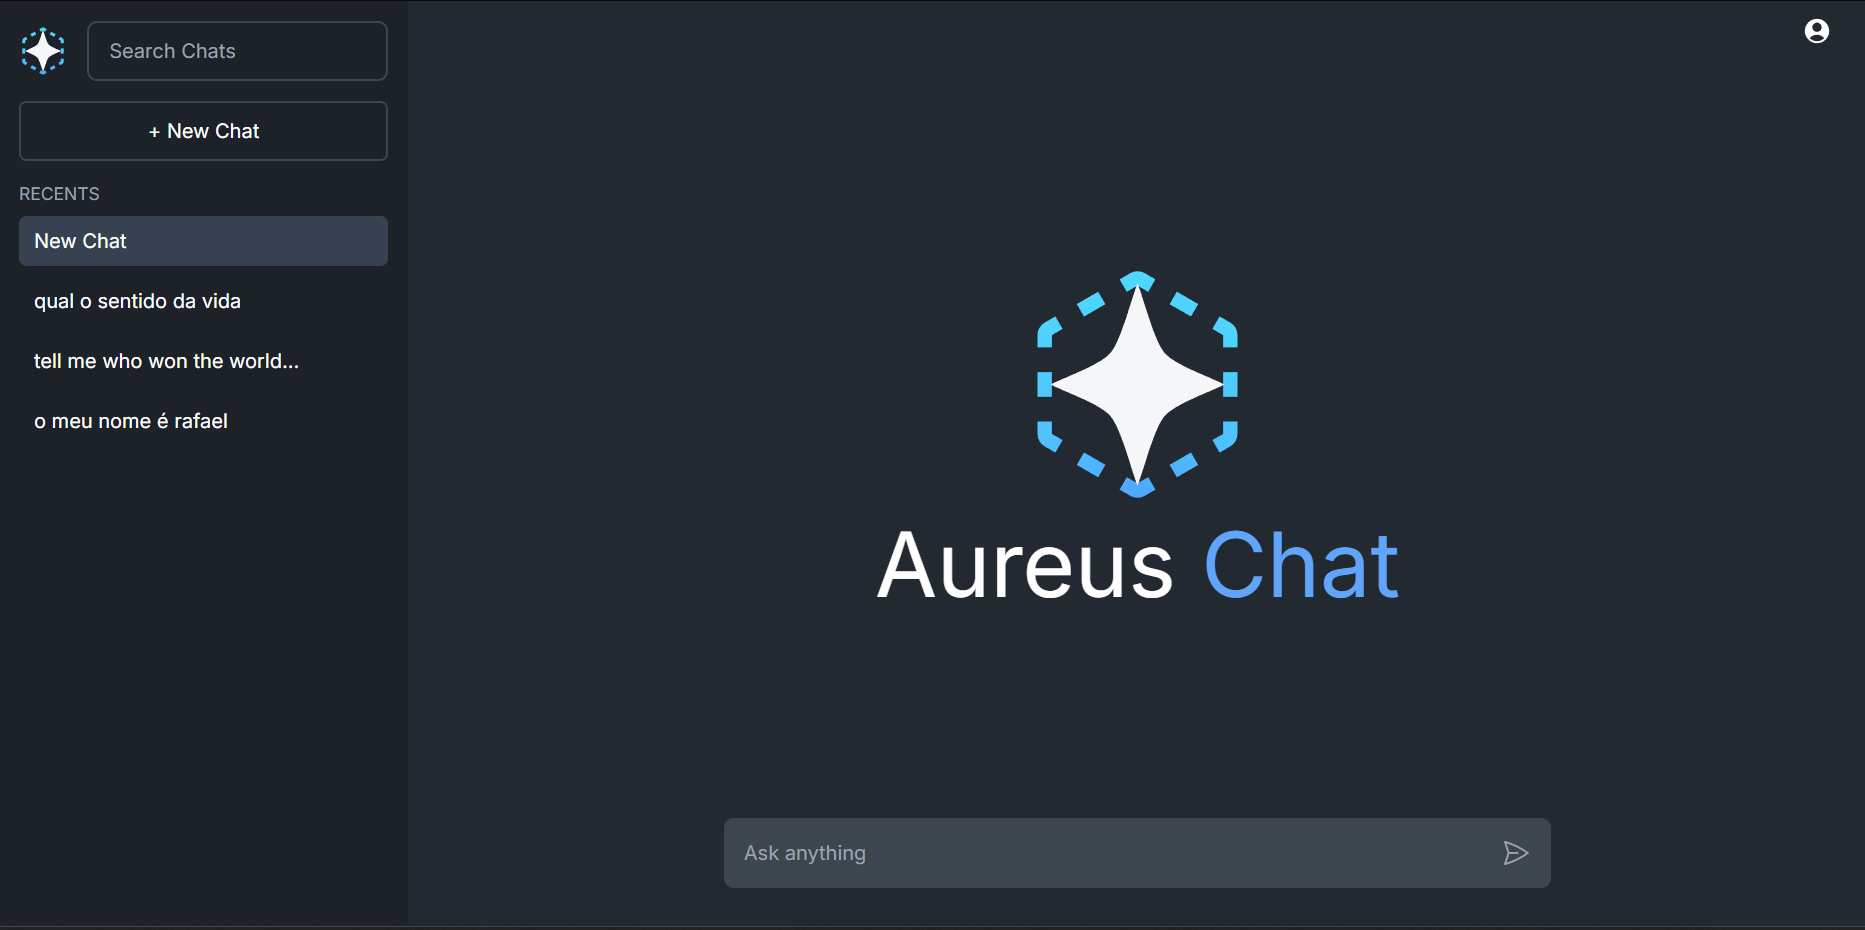 Search Chats
+ New Chat
RECENTS
New Chat
qual o sentido da vida
tell me who won the world...
o meu nome é rafael
Aureus Chat
Ask anything